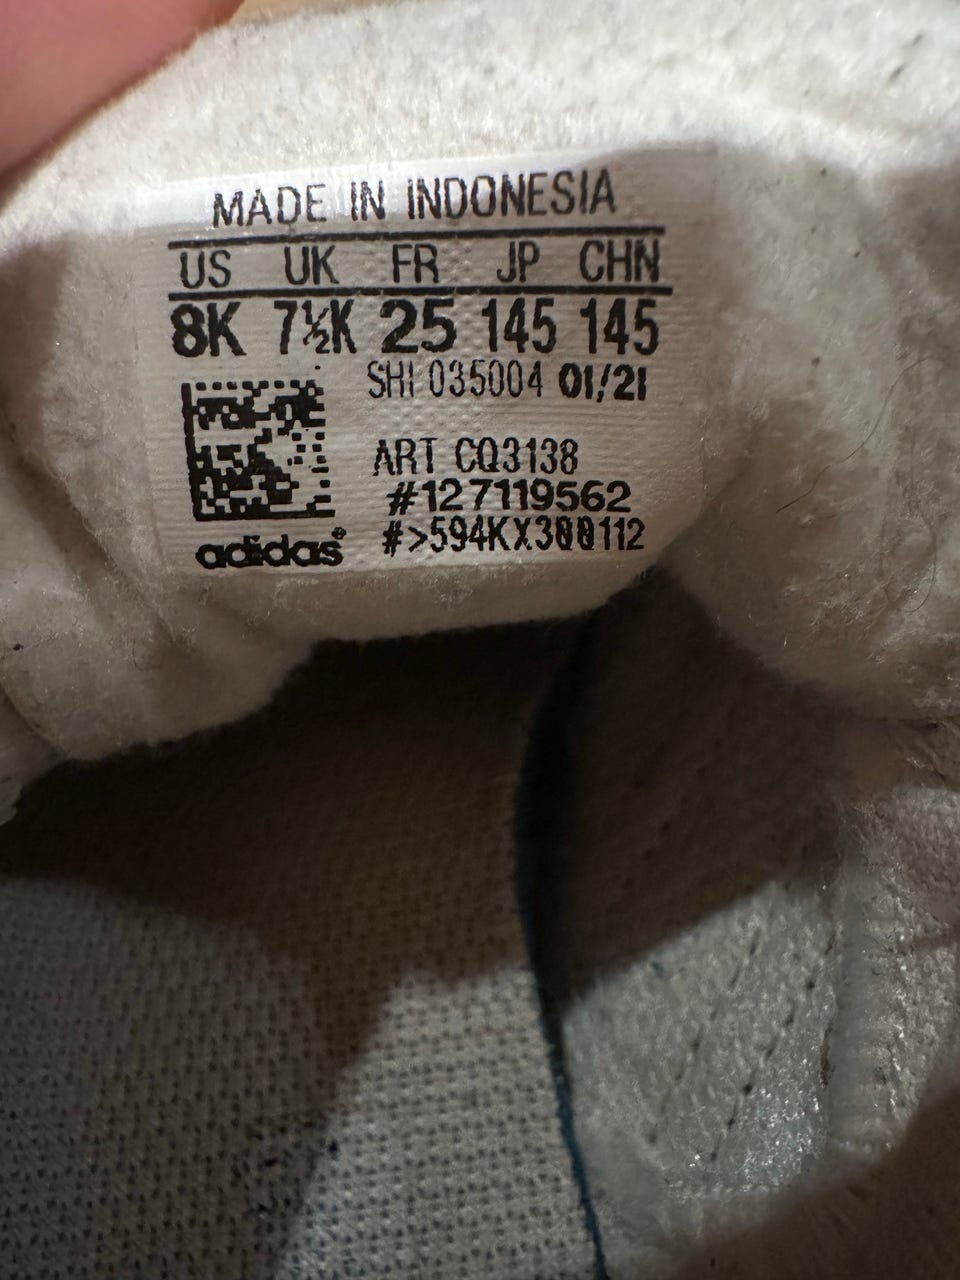 MADE IN INDONESIA
US UK FR JP CHN
8K 7½K 25 145 145
SHI 035004 01/21
ART CQ3138
#127119562
adidas® #>594KX300112